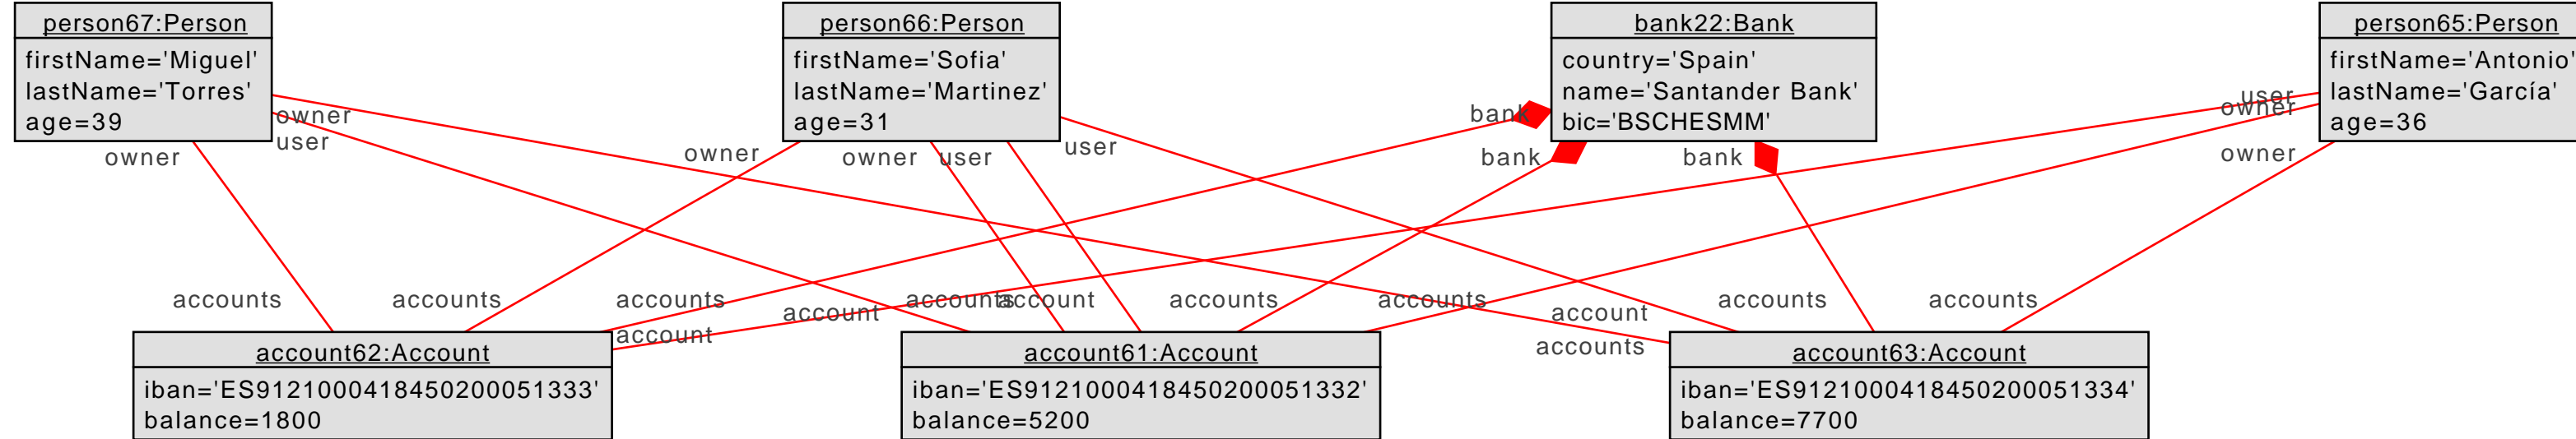 person67:Person
firstName='Miguel'
lastName='Torres'
age=39
person66:Person
firstName='Sofia'
lastName='Martinez'
age=31
bank22:Bank
country='Spain'
name='Santander Bank'
bic='BSCHESMM'
person65:Person
firstName='Antonio'
lastName='García'
age=36
owner
user
owner
owner
owner
user
user
bank
bank
bank
user
owner
owner
accounts
accounts
accounts
account
account
accounts
account
accounts
accounts
account
accounts
accounts
accounts
account62:Account
iban='ES9121000418450200051333'
balance=1800
account61:Account
iban='ES9121000418450200051332'
balance=5200
account63:Account
iban='ES9121000418450200051334'
balance=7700